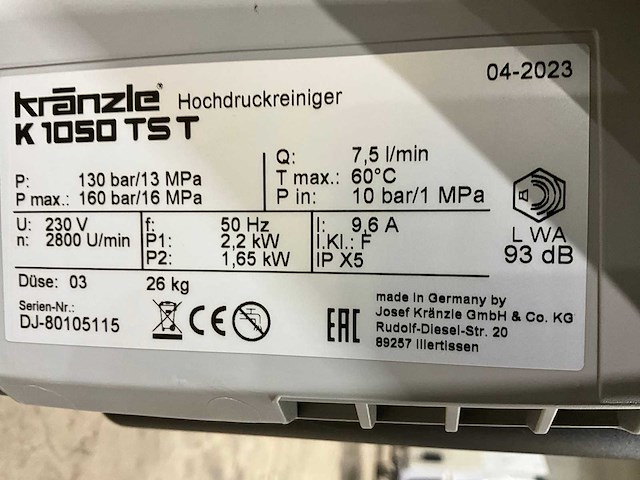 04-2023
kränzle® Hochdruckreiniger
K 1050 TS T
P: 130 bar/13 MPa
P max.: 160 bar/16 MPa
Q: 7,5 l/min
T max.: 60°C
P in: 10 bar/1 MPa
U: 230 V
n: 2800 U/min
f: 50 Hz
P1: 2,2 kW
P2: 1,65 kW
I: 9,6 A
I.Kl.: F
IP X5
LWA
93 dB
Düse: 03 26 kg
Serien-Nr.:
DJ-80105115
CE
EAC
made in Germany by
Josef Kränzle GmbH & Co. KG
Rudolf-Diesel-Str. 20
89257 Illertissen